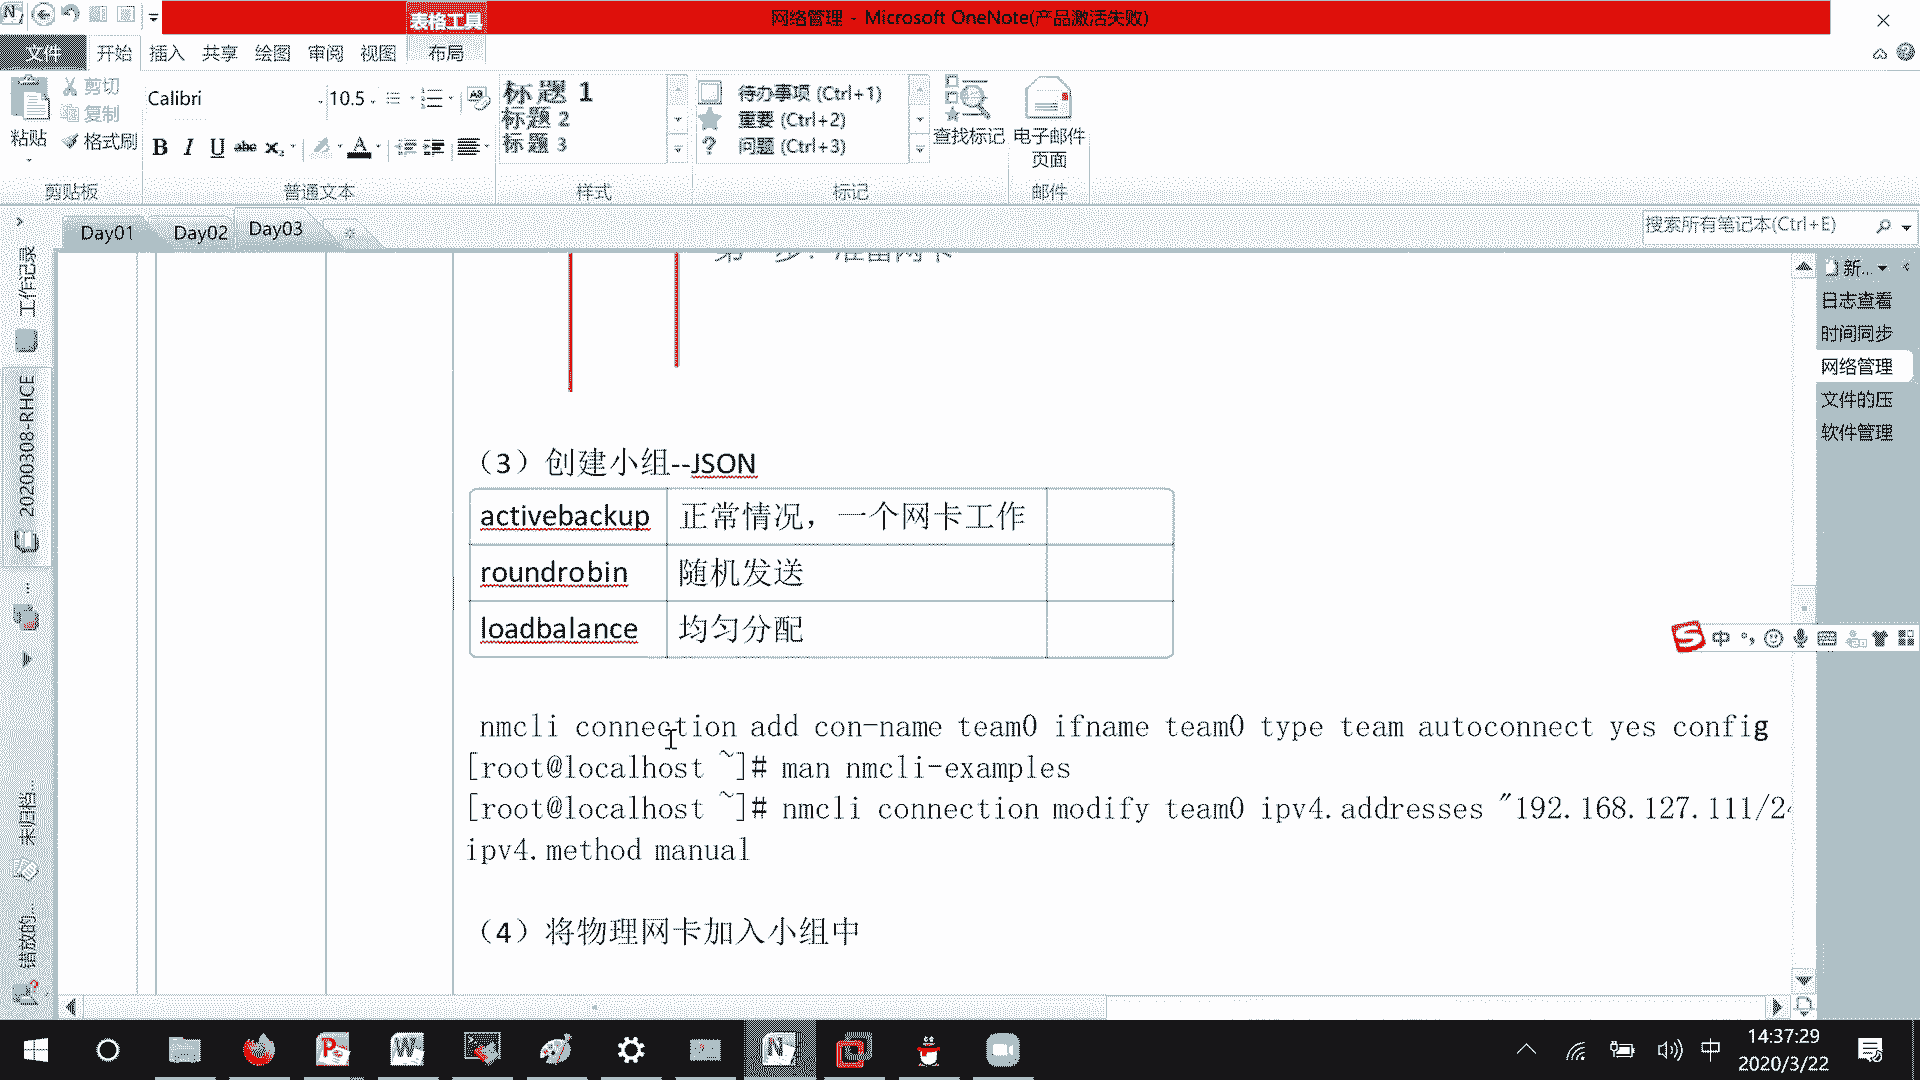 表格工具
网络管理 - Microsoft OneNote(产品激活失败)
文件 开始 插入 共享 绘图 审阅 视图 布局
剪切
复制
粘贴
格式刷
剪贴板
Calibri 10.5
B I U abc x₂ A
普通文本
标题 1
标题 2
标题 3
样式
待办事项 (Ctrl+1)
重要 (Ctrl+2)
问题 (Ctrl+3)
标记
查找标记
电子邮件
页面
邮件
Day01 Day02 Day03
搜索所有笔记本(Ctrl+E)
工作记录
20200308-RHCE
...
未归档...
错放的...
新...
日志查看
时间同步
网络管理
文件的压
软件管理
(3)创建小组--JSON
activebackup 正常情况，一个网卡工作
roundrobin 随机发送
loadbalance 均匀分配
nmcli connection add con-name team0 ifname team0 type team autoconnect yes config
[root@localhost ~]# man nmcli-examples
[root@localhost ~]# nmcli connection modify team0 ipv4.addresses "192.168.127.111/24
ipv4.method manual
(4)将物理网卡加入小组中
中
中
14:37:29
2020/3/22